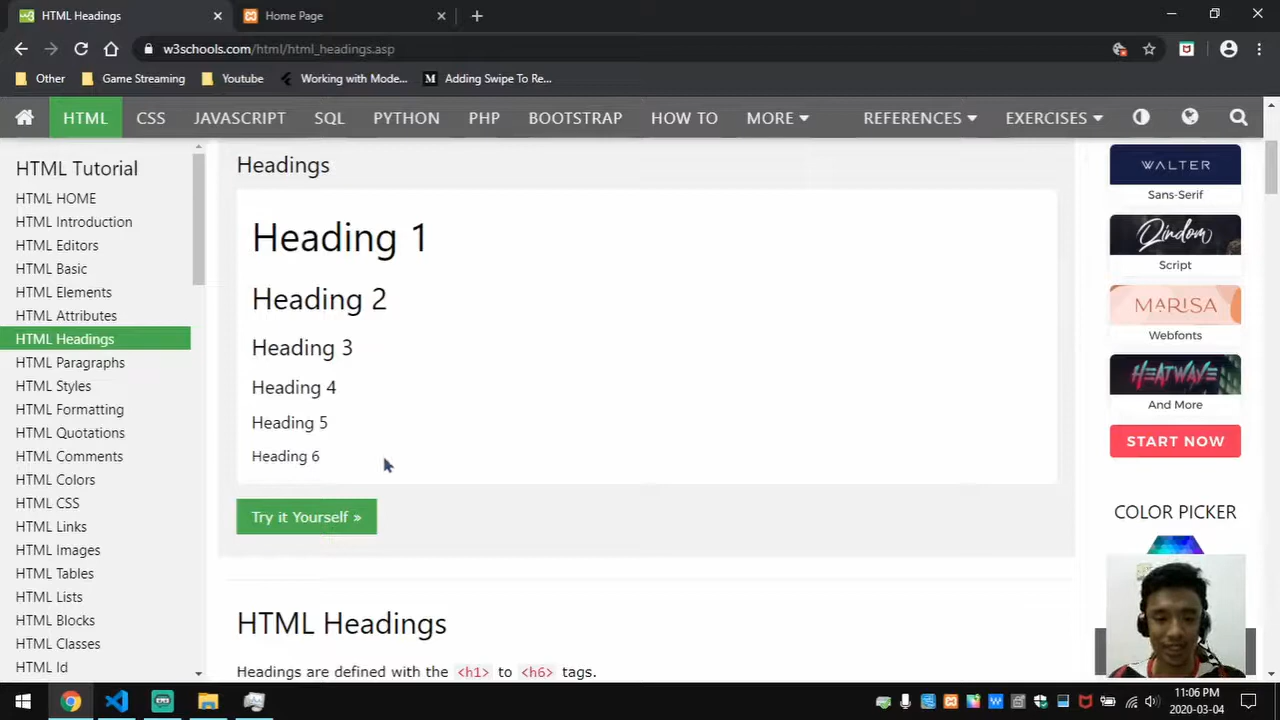 HTML Headings
Home Page
w3schools.com/html/html_headings.asp
Other
Game Streaming
Youtube
Working with Mode...
M
Adding Swipe To Re...
HTML
CSS
JAVASCRIPT
SQL
PYTHON
PHP
BOOTSTRAP
HOW TO
MORE
REFERENCES
EXERCISES
HTML Tutorial
HTML HOME
HTML Introduction
HTML Editors
HTML Basic
HTML Elements
HTML Attributes
HTML Headings
HTML Paragraphs
HTML Styles
HTML Formatting
HTML Quotations
HTML Comments
HTML Colors
HTML CSS
HTML Links
HTML Images
HTML Tables
HTML Lists
HTML Blocks
HTML Classes
HTML Id
Headings
Heading 1
Heading 2
Heading 3
Heading 4
Heading 5
Heading 6
Try it Yourself »
HTML Headings
Headings are defined with the <h1> to <h6> tags.
WALTER
Sans-Serif
Qindom
Script
MARISA
Webfonts
HEATWAVE
And More
START NOW
COLOR PICKER
11:06 PM
2020-03-04